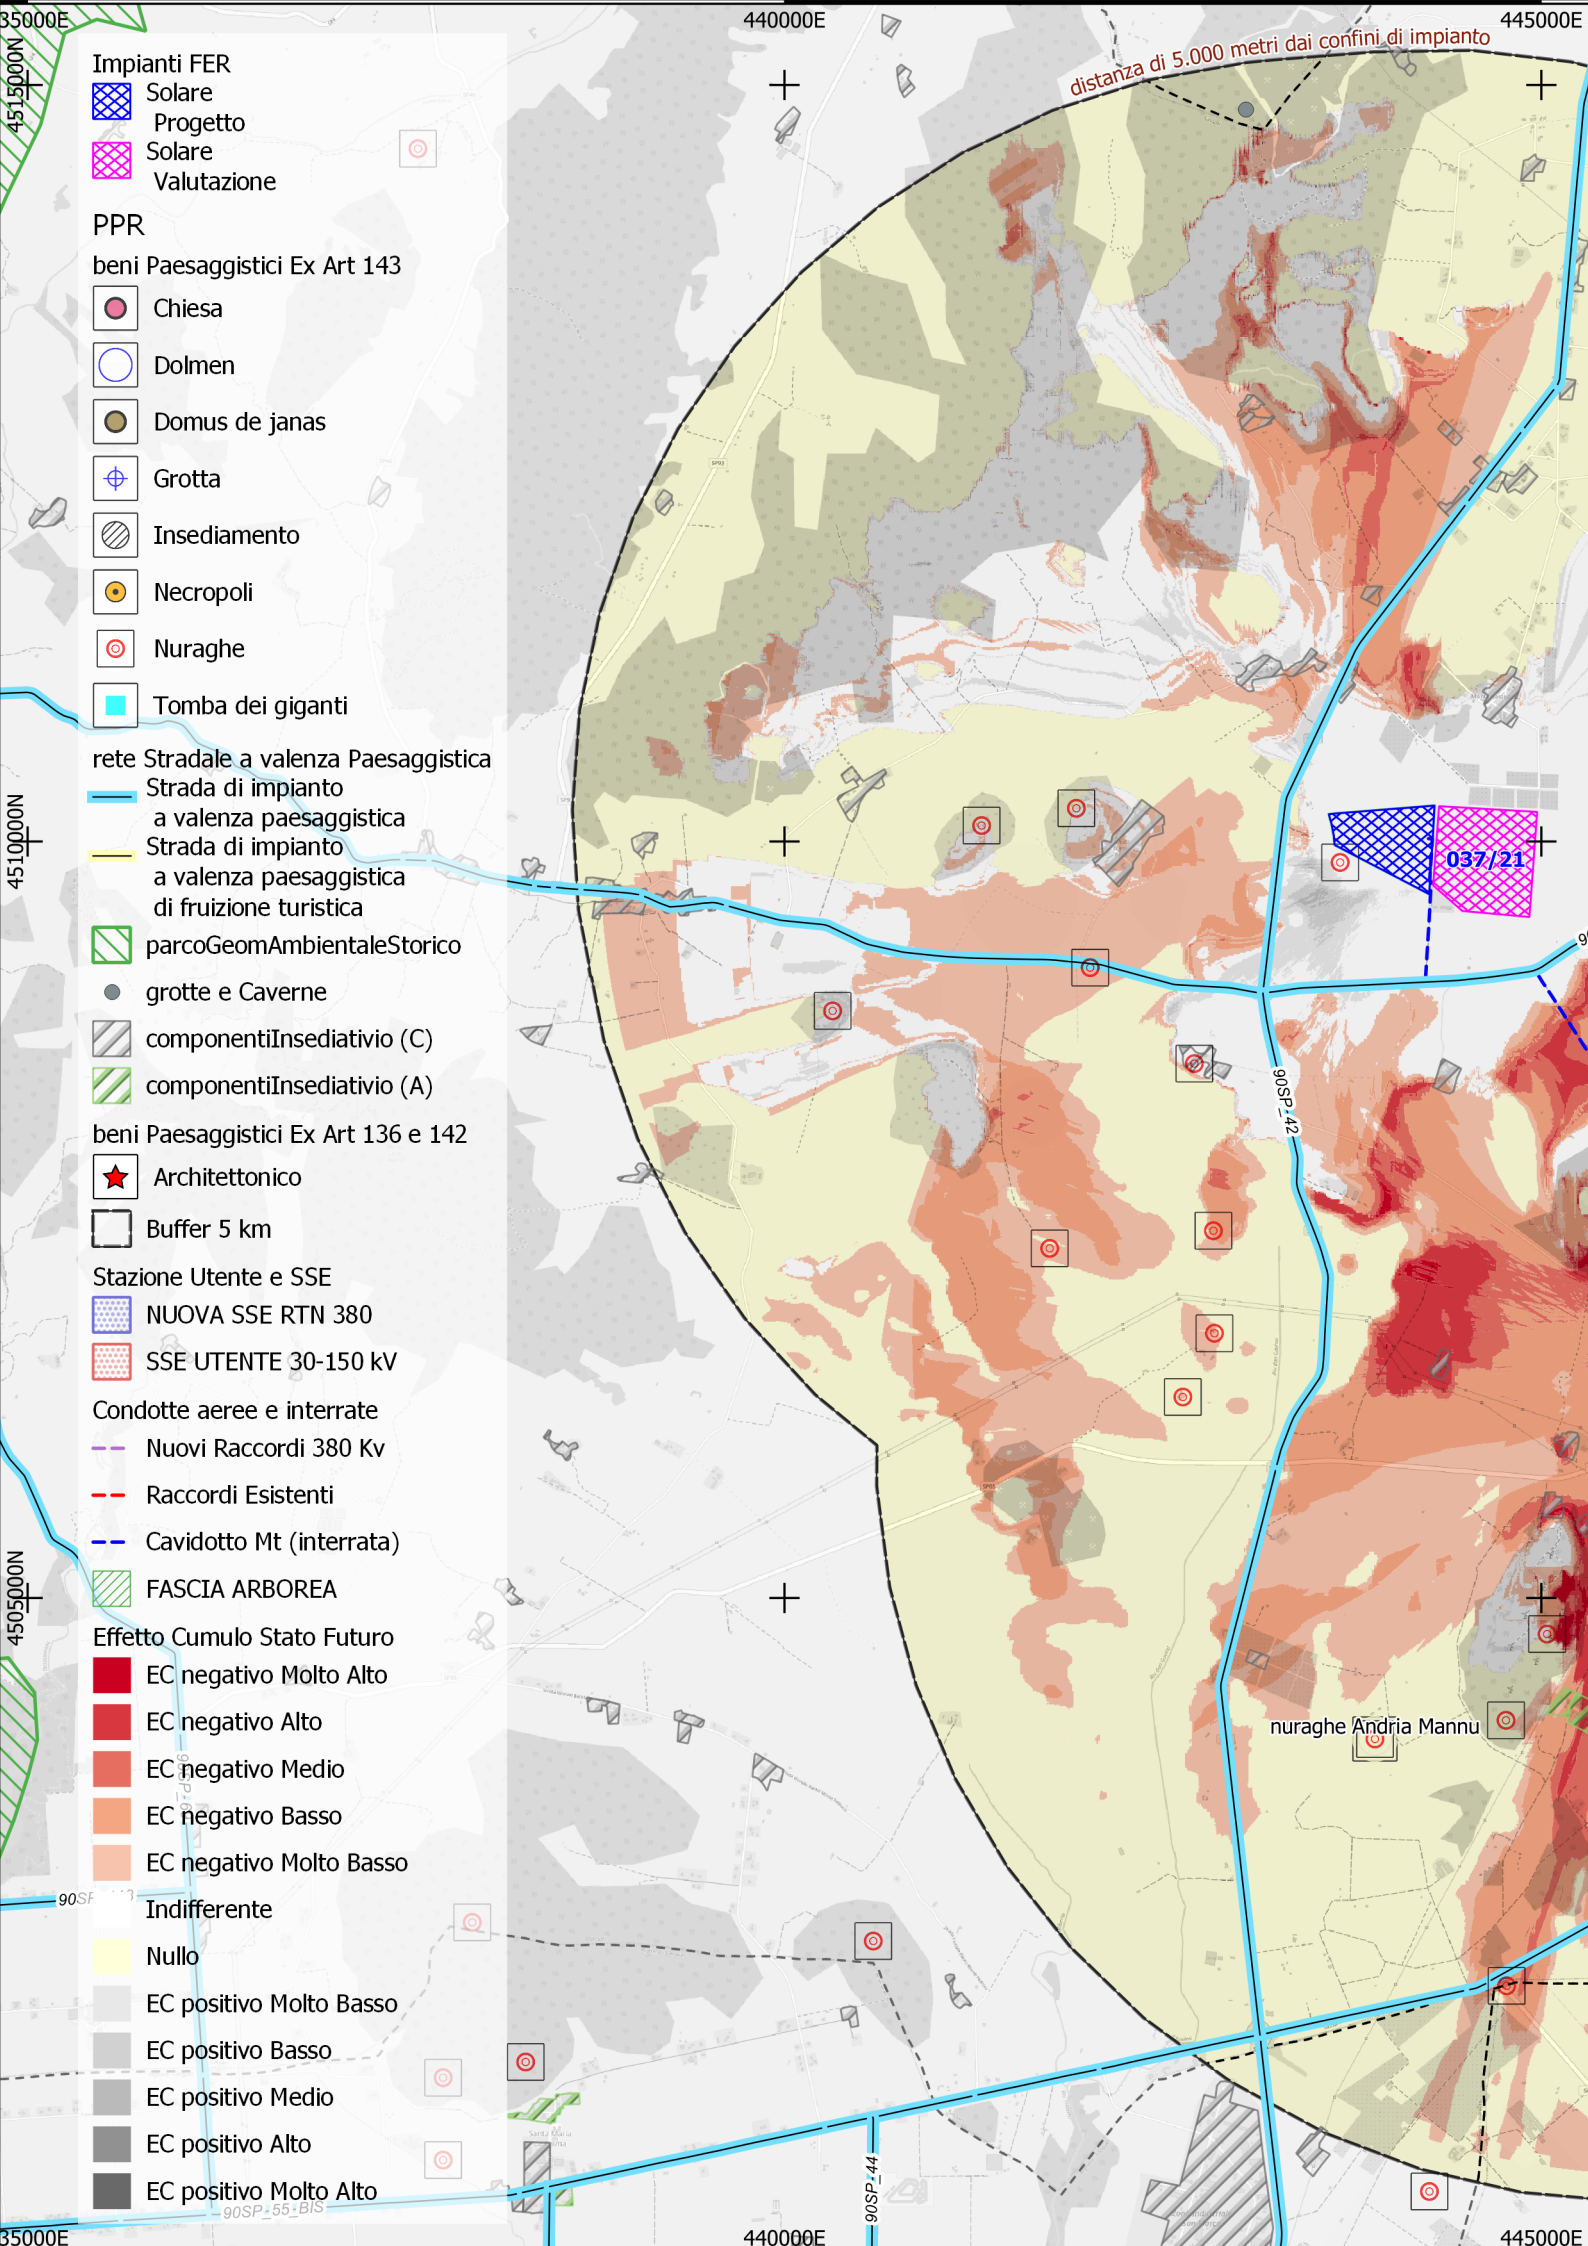 35000E
440000E
445000E
4515000N
distanza di 5.000 metri dai confini di impianto
Impianti FER
Solare
Progetto
Solare
Valutazione
PPR
beni Paesaggistici Ex Art 143
Chiesa
Dolmen
Domus de janas
Grotta
Insediamento
Necropoli
Nuraghe
Tomba dei giganti
rete Stradale a valenza Paesaggistica
Strada di impianto
a valenza paesaggistica
Strada di impianto
a valenza paesaggistica
di fruizione turistica
parcoGeomAmbientaleStorico
grotte e Caverne
componentiInsediativio (C)
componentiInsediativio (A)
beni Paesaggistici Ex Art 136 e 142
Architettonico
Buffer 5 km
Stazione Utente e SSE
NUOVA SSE RTN 380
SSE UTENTE 30-150 kV
Condotte aeree e interrate
Nuovi Raccordi 380 Kv
Raccordi Esistenti
Cavidotto Mt (interrata)
FASCIA ARBOREA
Effetto Cumulo Stato Futuro
EC negativo Molto Alto
EC negativo Alto
EC negativo Medio
EC negativo Basso
EC negativo Molto Basso
Indifferente
Nullo
EC positivo Molto Basso
EC positivo Basso
EC positivo Medio
EC positivo Alto
EC positivo Molto Alto
4510000N
4505000N
SP93
037/21
90SP_42
nuraghe Andria Mannu
90SP_55_BIS
90SP_44
Santa Maria
35000E
440000E
445000E